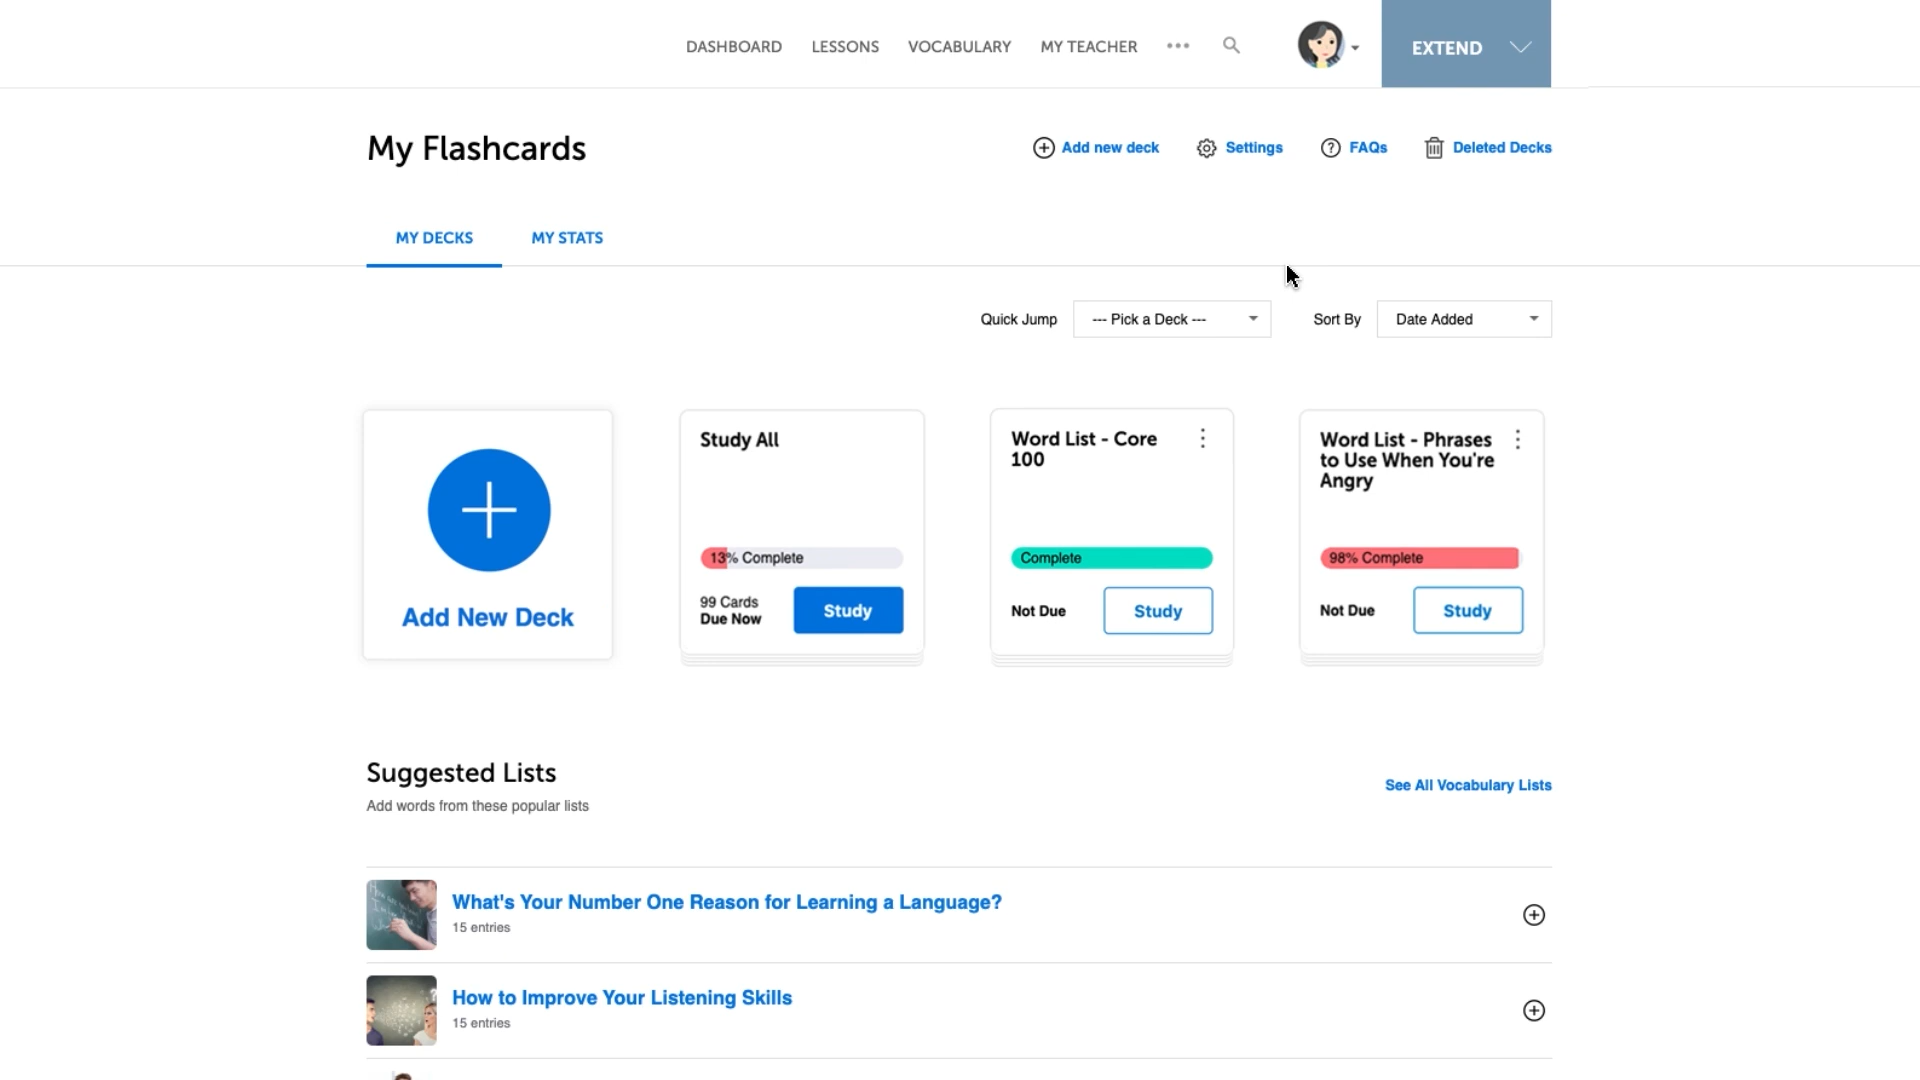 DASHBOARD LESSONS VOCABULARY MY TEACHER EXTEND
My Flashcards
Add new deck Settings FAQs Deleted Decks
MY DECKS MY STATS
Quick Jump --- Pick a Deck --- Sort By Date Added
Add New Deck
Study All
13% Complete
99 Cards
Due Now
Study
Word List - Core
100
Complete
Not Due
Study
Word List - Phrases
to Use When You're
Angry
98% Complete
Not Due
Study
Suggested Lists
Add words from these popular lists
See All Vocabulary Lists
What's Your Number One Reason for Learning a Language?
15 entries
How to Improve Your Listening Skills
15 entries